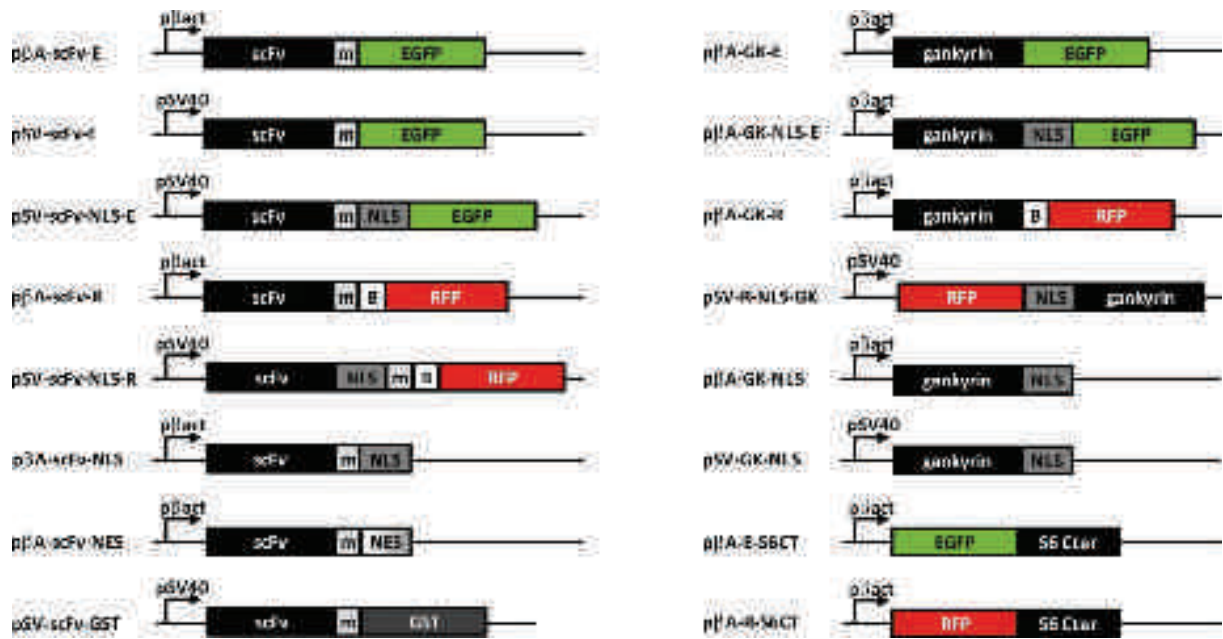 pβact
pβA-scFv-E scFv m EGFP
pSV40
pSV-scFv-E scFv m EGFP
pSV40
pSV-scFv-NLS-E scFv m NLS EGFP
pβact
pβA-scFv-R scFv m B RFP
pSV40
pSV-scFv-NLS-R scFv NLS m B RFP
pβact
pβA-scFv-NLS scFv m NLS
pβact
pβA-scFv-NES scFv m NES
pSV40
pSV-scFv-GST scFv m GST
pβact
pβA-GK-E gankyrin EGFP
pβact
pβA-GK-NLS-E gankyrin NLS EGFP
pβact
pβA-GK-R gankyrin B RFP
pSV40
pSV-R-NLS-GK RFP NLS gankyrin
pβact
pβA-GK-NLS gankyrin NLS
pSV40
pSV-GK-NLS gankyrin NLS
pβact
pβA-E-S6CT EGFP S6 Cter
pβact
pβA-R-S6CT RFP S6 Cter